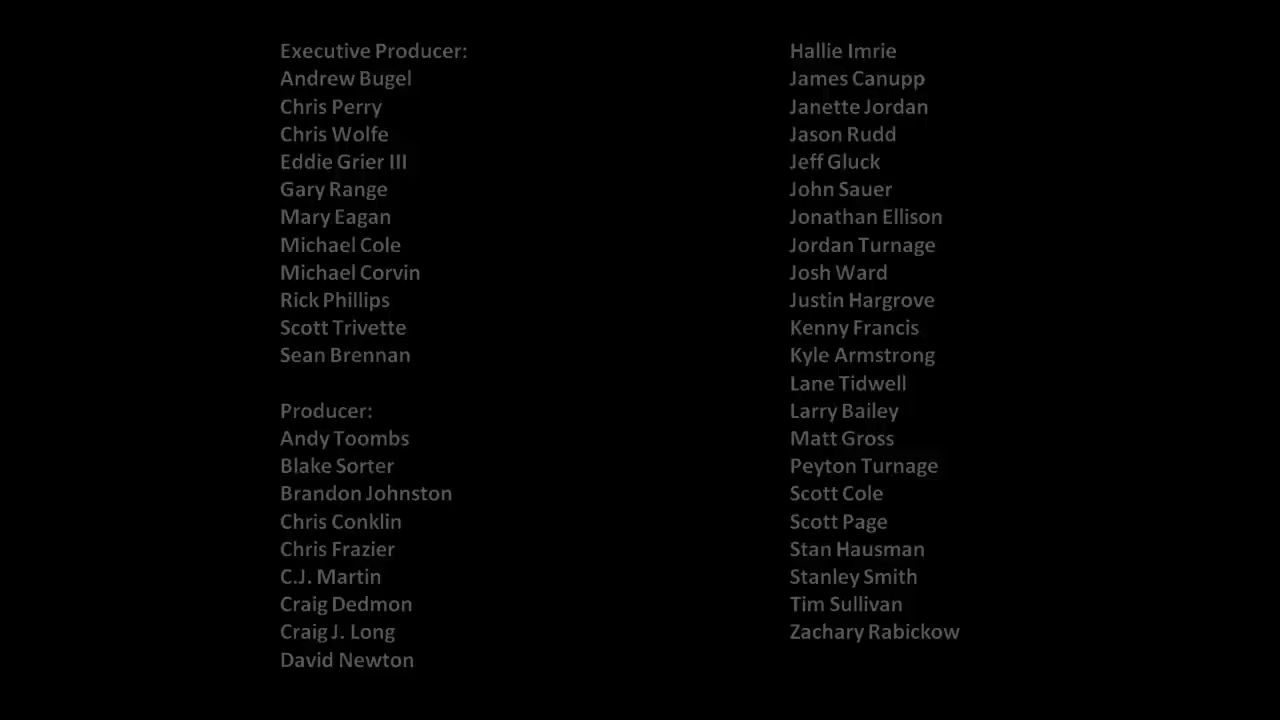 Executive Producer:
Andrew Bugel
Chris Perry
Chris Wolfe
Eddie Grier III
Gary Range
Mary Eagan
Michael Cole
Michael Corvin
Rick Phillips
Scott Trivette
Sean Brennan
Producer:
Andy Toombs
Blake Sorter
Brandon Johnston
Chris Conklin
Chris Frazier
C.J. Martin
Craig Dedmon
Craig J. Long
David Newton
Hallie Imrie
James Canupp
Janette Jordan
Jason Rudd
Jeff Gluck
John Sauer
Jonathan Ellison
Jordan Turnage
Josh Ward
Justin Hargrove
Kenny Francis
Kyle Armstrong
Lane Tidwell
Larry Bailey
Matt Gross
Peyton Turnage
Scott Cole
Scott Page
Stan Hausman
Stanley Smith
Tim Sullivan
Zachary Rabickow